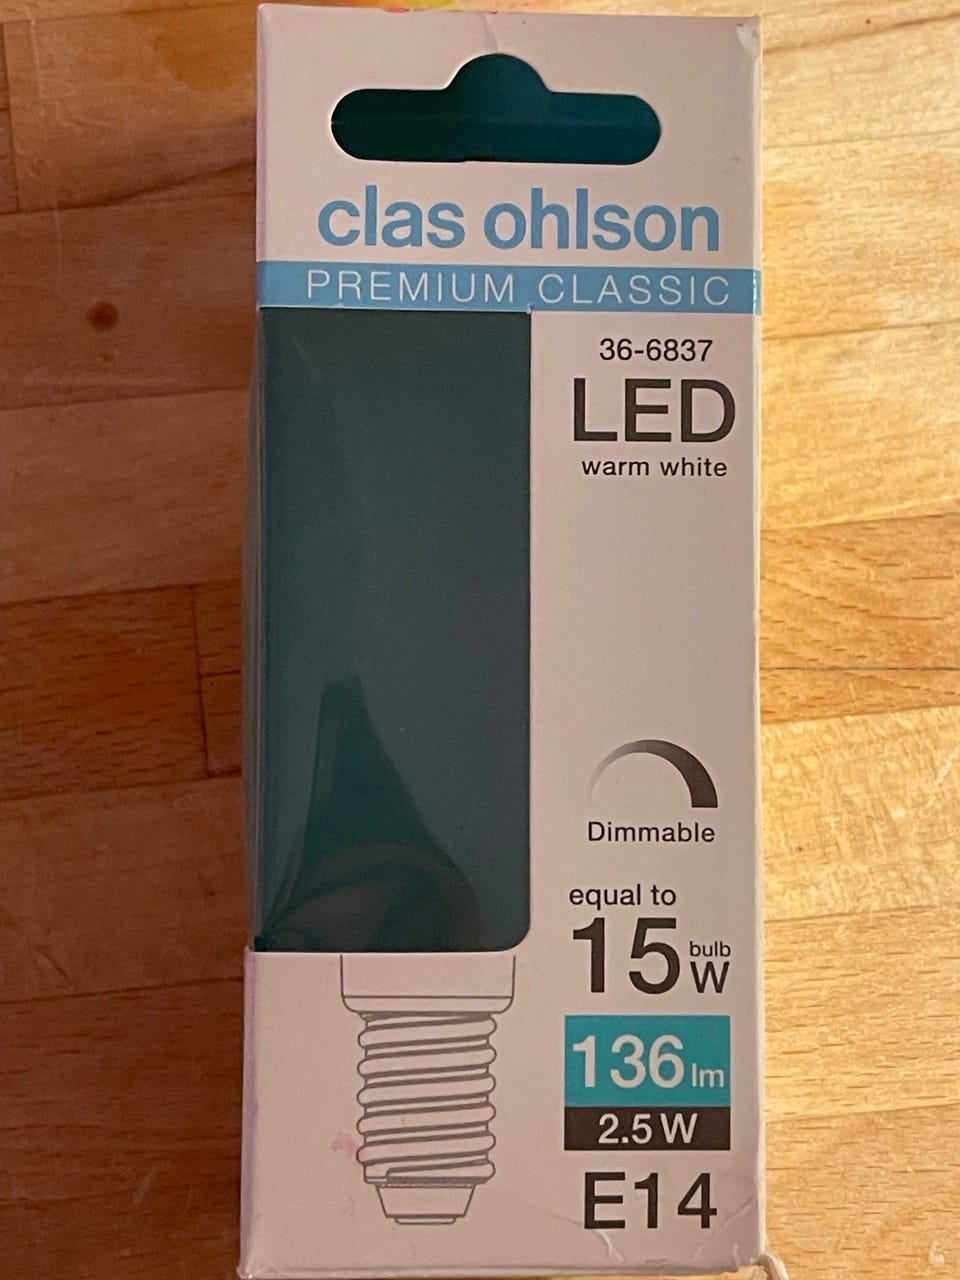 clas ohlson
PREMIUM CLASSIC
36-6837
LED
warm white
Dimmable
equal to
15 bulb W
136 lm
2.5 W
E14